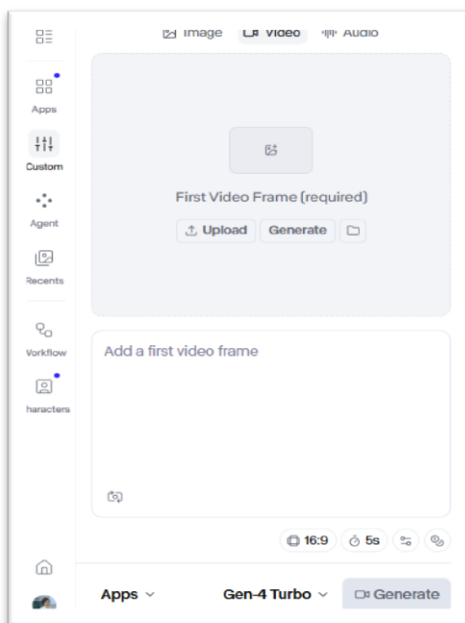 Image Video Audio
Apps
Custom
Agent
Recents
Workflow
haracters
First Video Frame (required)
Upload Generate
Add a first video frame
16:9 5s
Apps Gen-4 Turbo Generate